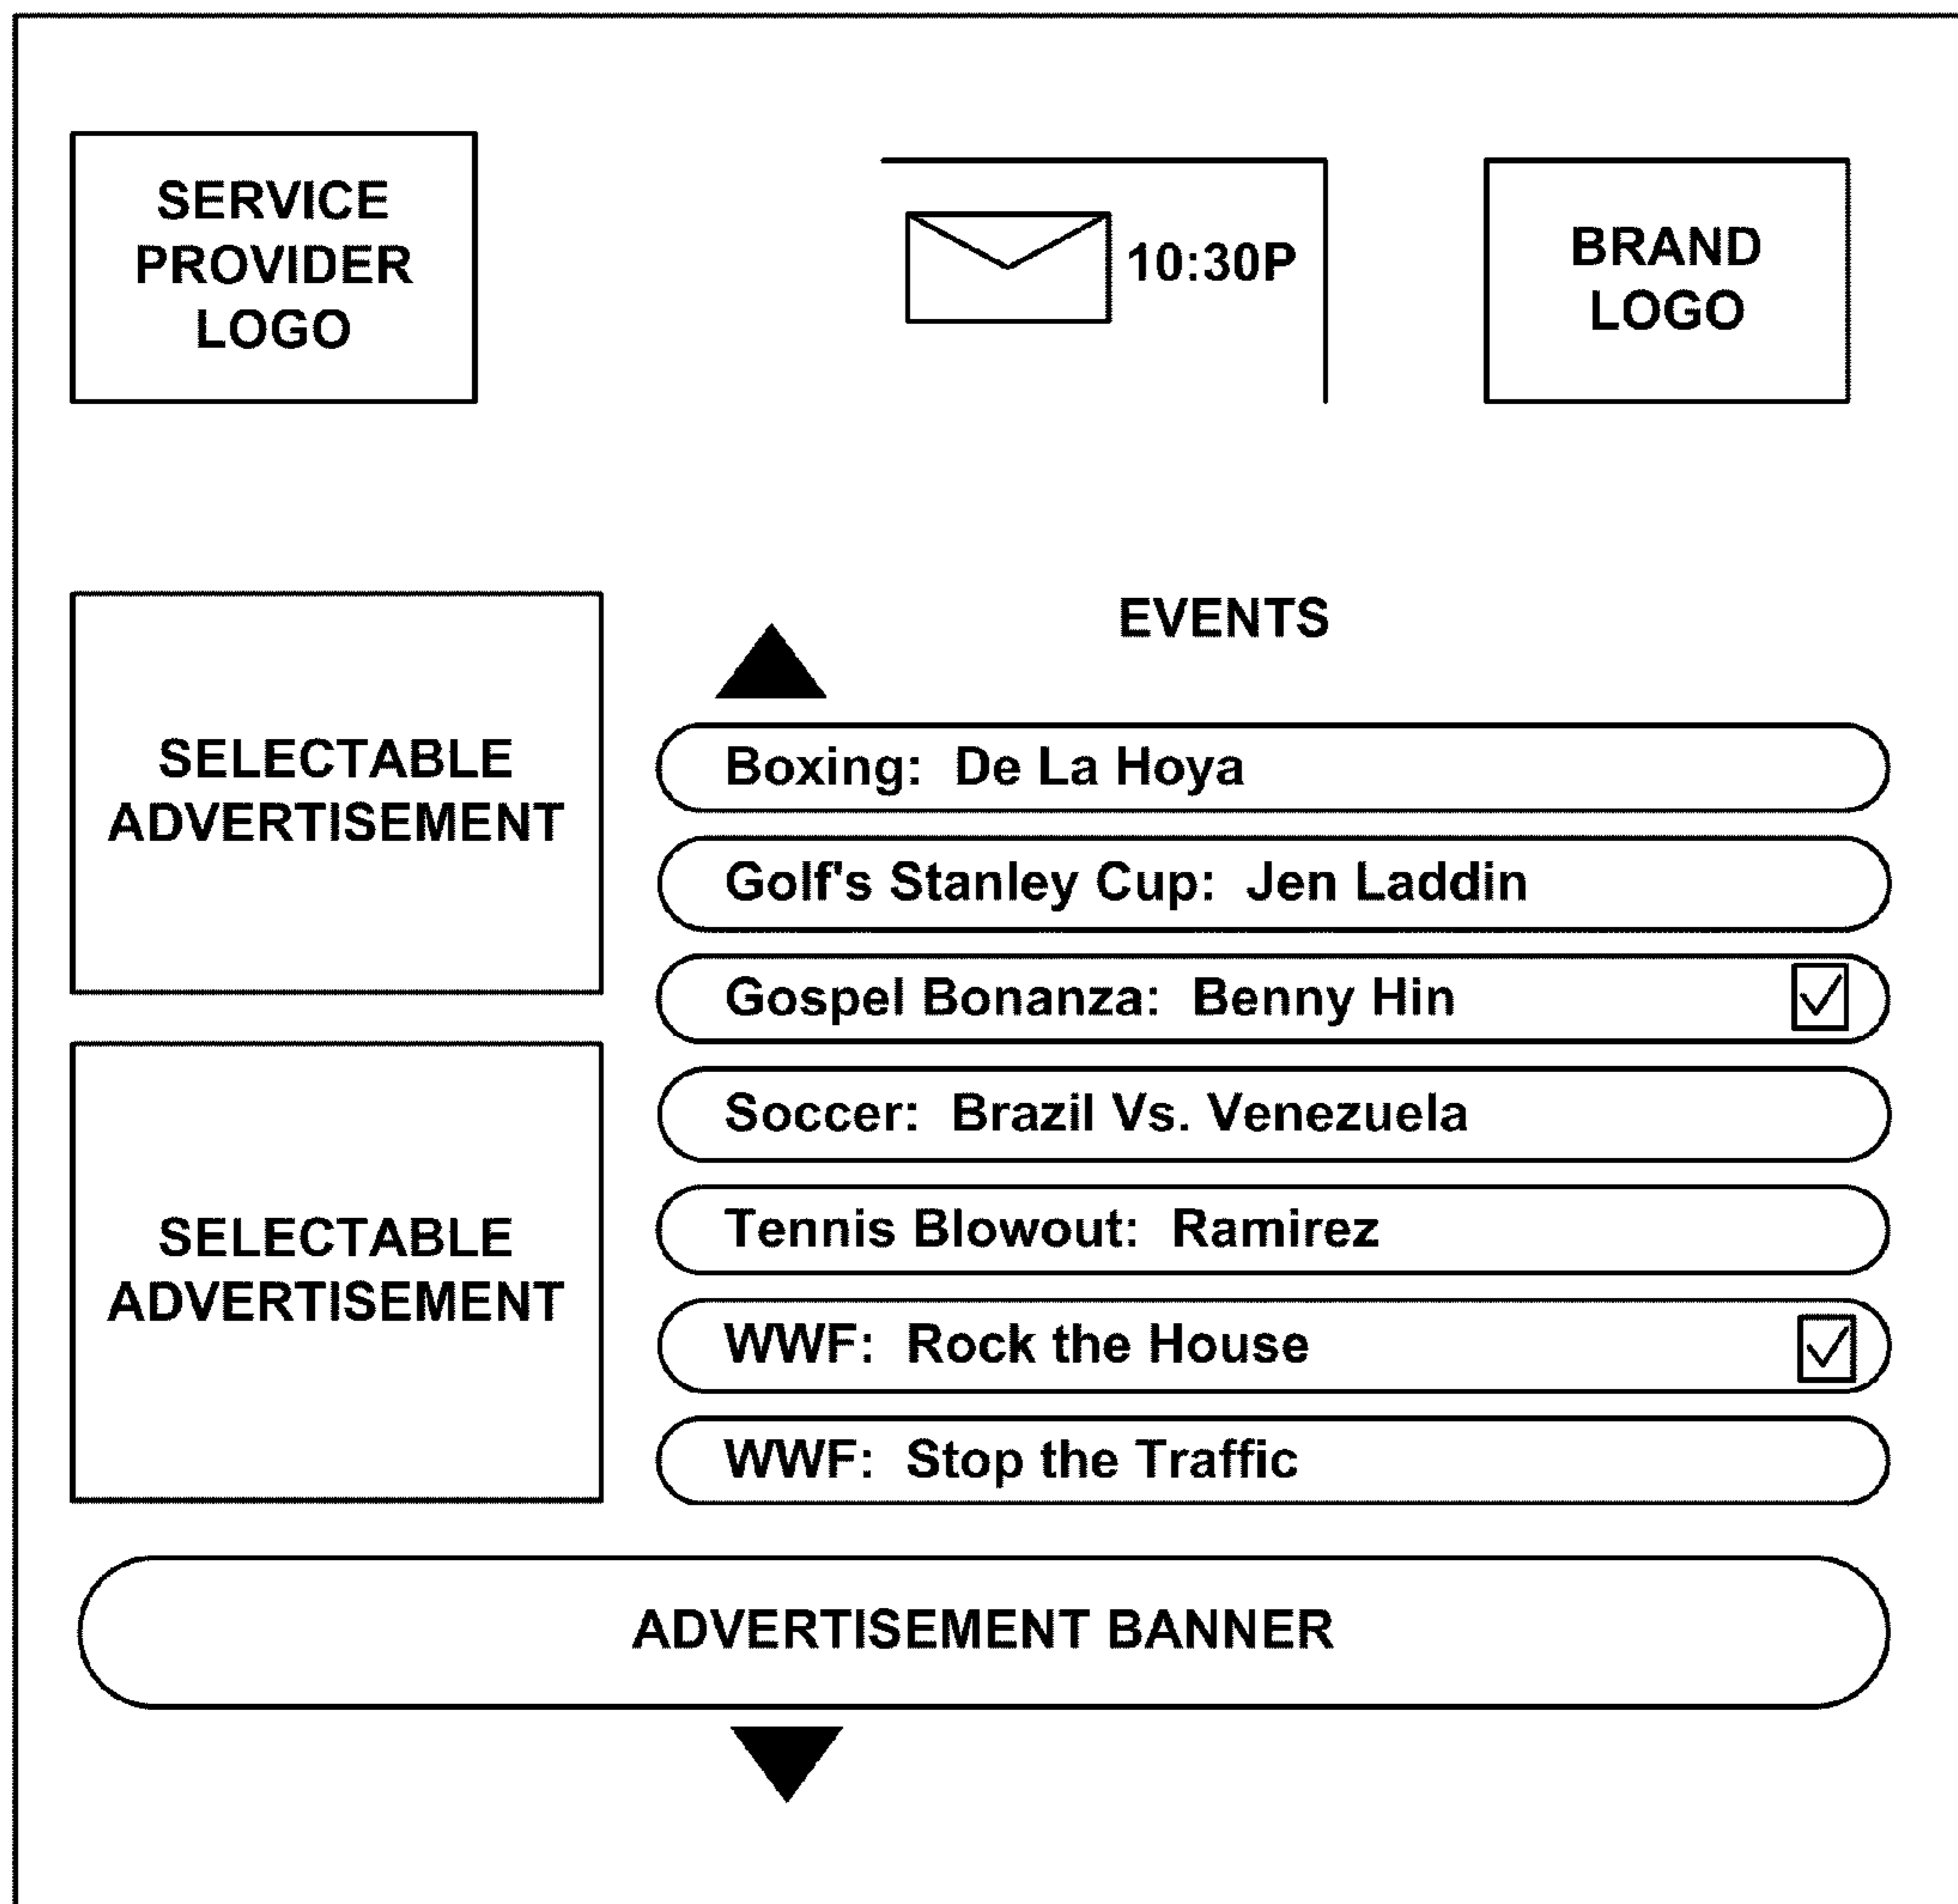 SERVICE
PROVIDER
LOGO
10:30P
BRAND
LOGO
SELECTABLE
ADVERTISEMENT
SELECTABLE
ADVERTISEMENT
EVENTS
Boxing: De La Hoya
Golf's Stanley Cup: Jen Laddin
Gospel Bonanza: Benny Hin
Soccer: Brazil Vs. Venezuela
Tennis Blowout: Ramirez
WWF: Rock the House
WWF: Stop the Traffic
ADVERTISEMENT BANNER